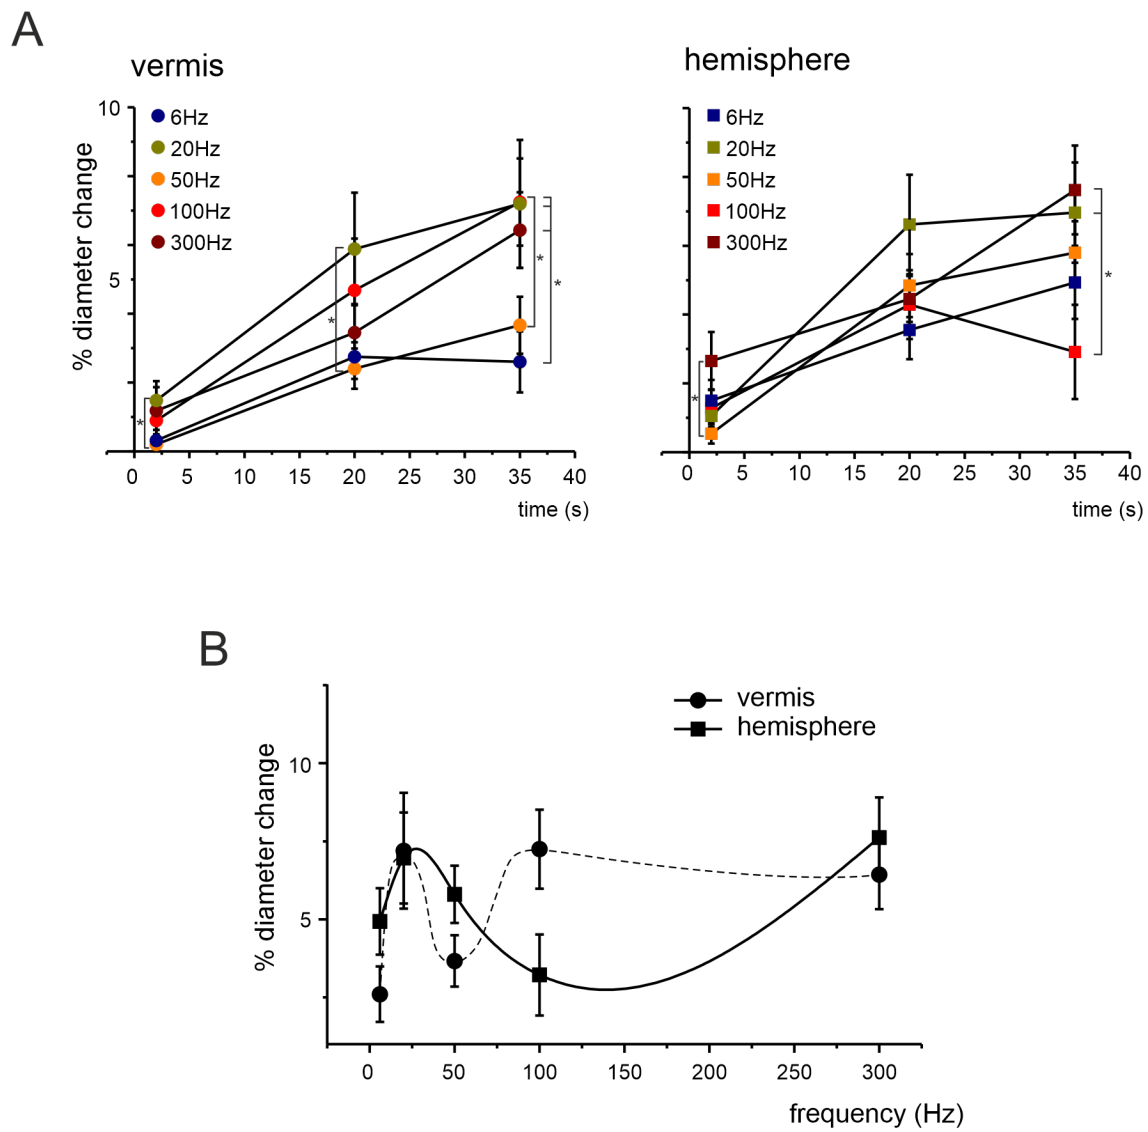 A
vermis
% diameter change
10
5
6Hz
20Hz
50Hz
100Hz
300Hz
*
*
*
*
0 5 10 15 20 25 30 35 40
time (s)
hemisphere
6Hz
20Hz
50Hz
100Hz
300Hz
*
*
0 5 10 15 20 25 30 35 40
time (s)
B
% diameter change
10
5
vermis
hemisphere
0 50 100 150 200 250 300
frequency (Hz)